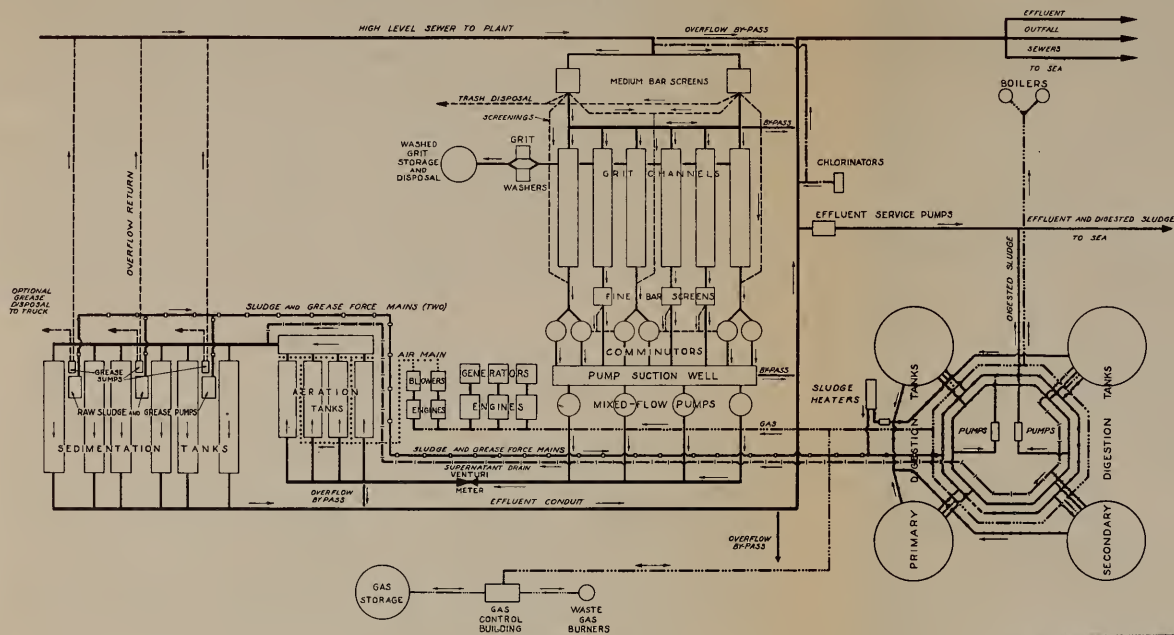 HIGH LEVEL SEWER TO PLANT
OVERFLOW BY-PASS
EFFLUENT
OUTFALL
SEWERS
TO SEA
MEDIUM BAR SCREENS
BOILERS
TRASH DISPOSAL
SCREENINGS
BY-PASS
WASHED
GRIT
STORAGE
AND
DISPOSAL
GRIT
WASHERS
GRIT CHANNELS
CHLORINATORS
OVERFLOW RETURN
EFFLUENT SERVICE PUMPS
EFFLUENT AND DIGESTED SLUDGE
TO SEA
DIGESTED SLUDGE
OPTIONAL
GREASE
DISPOSAL
TO TRUCK
SLUDGE AND GREASE FORCE MAINS (TWO)
FINE BAR SCREENS
COMMINUTORS
AIR MAIN
GREASE
SUMPS
BLOWERS
GENERATORS
PUMP SUCTION WELL
BY-PASS
AERATION
TANKS
RAW SLUDGE AND GREASE PUMPS
ENGINES
ENGINES
MIXED-FLOW PUMPS
SLUDGE
HEATERS
DIGESTION TANKS
PUMPS
PUMPS
DIGESTION TANKS
GAS
SEDIMENTATION TANKS
SLUDGE AND GREASE FORCE MAINS
SUPERNATANT DRAIN
VENTURI
METER
OVERFLOW
BY-PASS
EFFLUENT CONDUIT
OVERFLOW
BY-PASS
PRIMARY
SECONDARY
GAS
STORAGE
GAS
CONTROL
BUILDING
WASTE
GAS
BURNERS